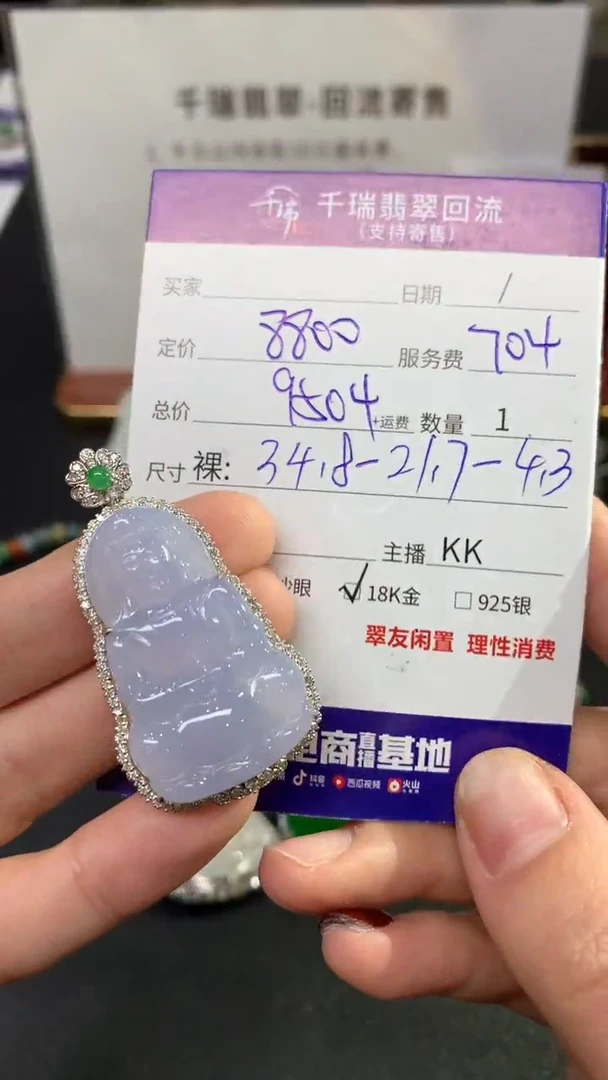 千瑞翡翠·回流寄售
千瑞翡翠回流
(支持寄售)
买家 日期 /
定价 8800 服务费 704
总价 9504 +运费 数量 1
尺寸 裸: 34.8-21.7-4.3
主播 KK
眼 ✓ 18K金 □ 925银
翠友闲置 理性消费
电商直播基地
抖音 西瓜视频 火山